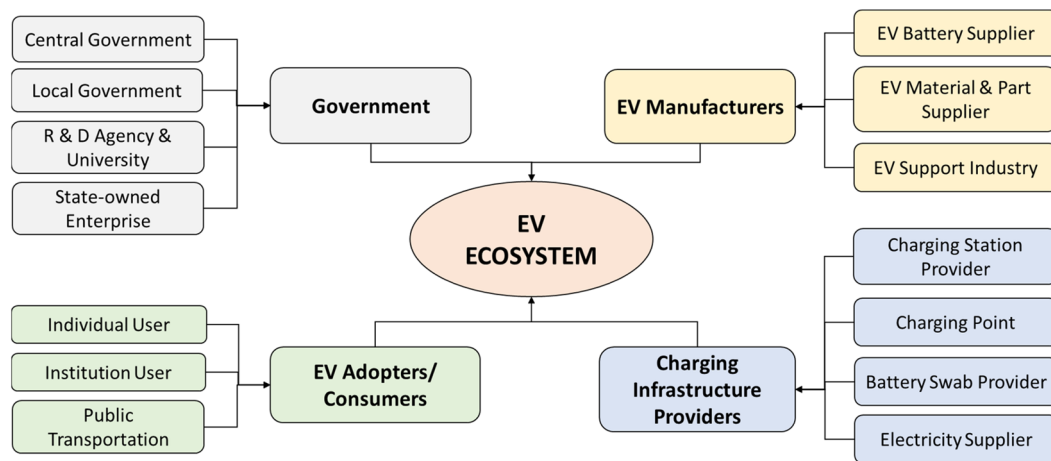 Central Government
Local Government
R & D Agency &
University
State-owned
Enterprise
Government
EV Manufacturers
EV Battery Supplier
EV Material & Part
Supplier
EV Support Industry
EV
ECOSYSTEM
Individual User
Institution User
Public
Transportation
EV Adopters/
Consumers
Charging
Infrastructure
Providers
Charging Station
Provider
Charging Point
Battery Swab Provider
Electricity Supplier